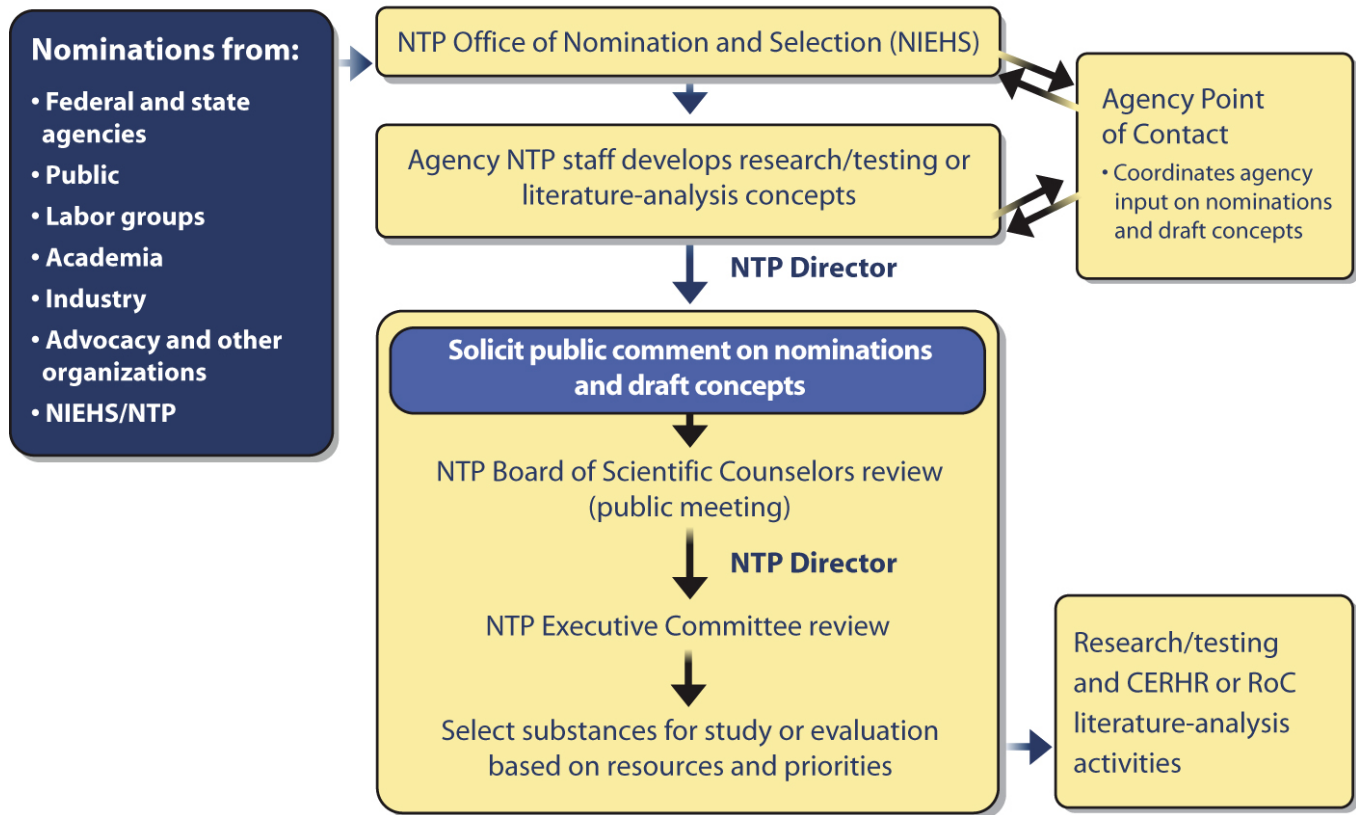 Nominations from:
• Federal and state
agencies
• Public
• Labor groups
• Academia
• Industry
• Advocacy and other
organizations
• NIEHS/NTP
NTP Office of Nomination and Selection (NIEHS)
Agency Point
of Contact
• Coordinates agency
input on nominations
and draft concepts
Agency NTP staff develops research/testing or
literature-analysis concepts
NTP Director
Solicit public comment on nominations
and draft concepts
NTP Board of Scientific Counselors review
(public meeting)
NTP Director
NTP Executive Committee review
Select substances for study or evaluation
based on resources and priorities
Research/testing
and CERHR or RoC
literature-analysis
activities